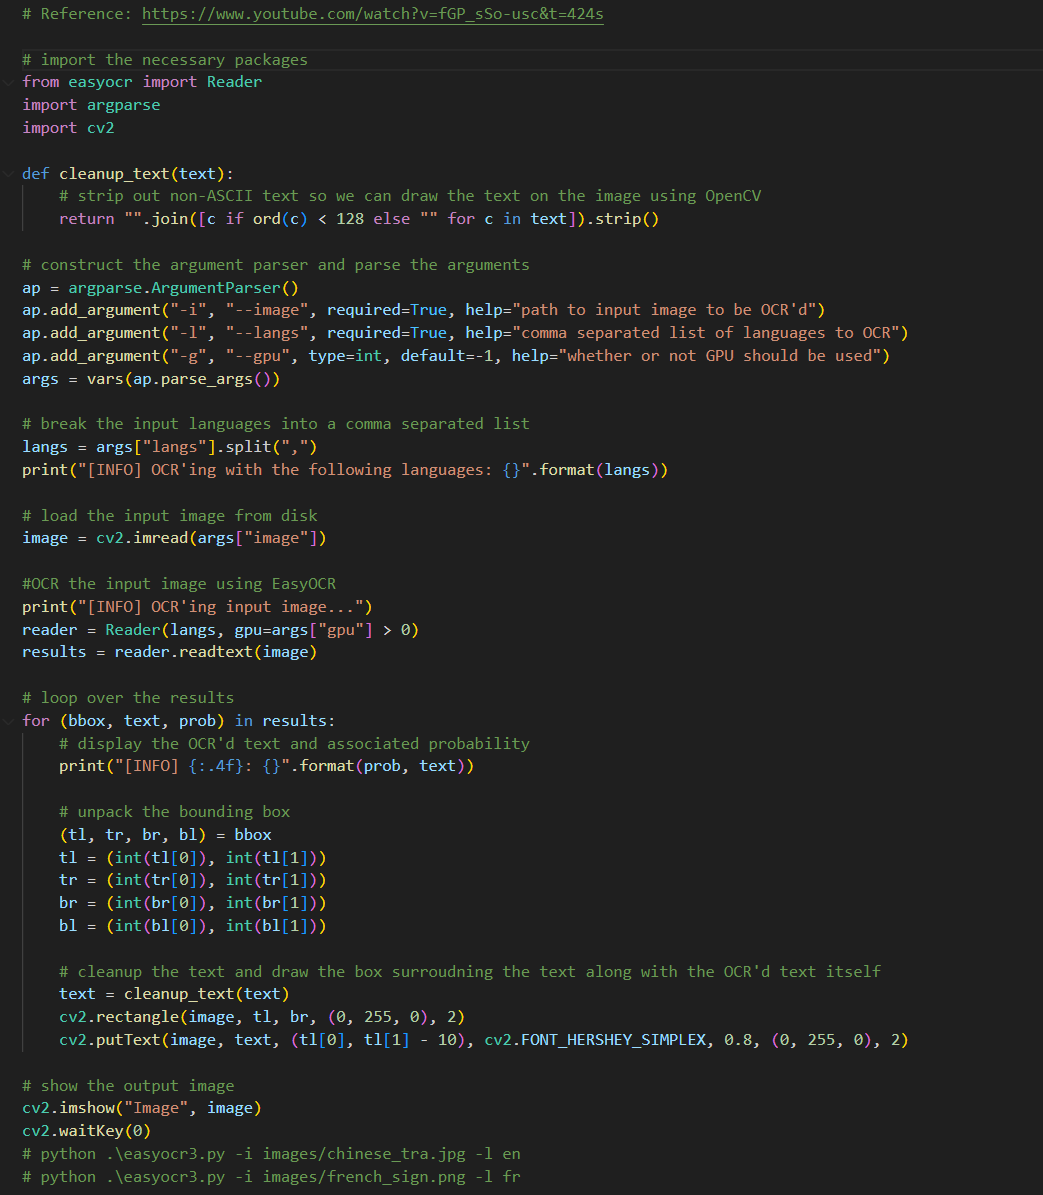 # Reference: https://www.youtube.com/watch?v=fGP_sSo-usc&t=424s
# import the necessary packages
from easyocr import Reader
import argparse
import cv2
def cleanup_text(text):
# strip out non-ASCII text so we can draw the text on the image using OpenCV
return "".join([c if ord(c) < 128 else "" for c in text]).strip()
# construct the argument parser and parse the arguments
ap = argparse.ArgumentParser()
ap.add_argument("-i", "--image", required=True, help="path to input image to be OCR'd")
ap.add_argument("-l", "--langs", required=True, help="comma separated list of languages to OCR")
ap.add_argument("-g", "--gpu", type=int, default=-1, help="whether or not GPU should be used")
args = vars(ap.parse_args())
# break the input languages into a comma separated list
langs = args["langs"].split(",")
print("[INFO] OCR'ing with the following languages: {}".format(langs))
# load the input image from disk
image = cv2.imread(args["image"])
#OCR the input image using EasyOCR
print("[INFO] OCR'ing input image...")
reader = Reader(langs, gpu=args["gpu"] > 0)
results = reader.readtext(image)
# loop over the results
for (bbox, text, prob) in results:
# display the OCR'd text and associated probability
print("[INFO] {:.4f}: {}".format(prob, text))
# unpack the bounding box
(tl, tr, br, bl) = bbox
tl = (int(tl[0]), int(tl[1]))
tr = (int(tr[0]), int(tr[1]))
br = (int(br[0]), int(br[1]))
bl = (int(bl[0]), int(bl[1]))
# cleanup the text and draw the box surroudning the text along with the OCR'd text itself
text = cleanup_text(text)
cv2.rectangle(image, tl, br, (0, 255, 0), 2)
cv2.putText(image, text, (tl[0], tl[1] - 10), cv2.FONT_HERSHEY_SIMPLEX, 0.8, (0, 255, 0), 2)
# show the output image
cv2.imshow("Image", image)
cv2.waitKey(0)
# python .\easyocr3.py -i images/chinese_tra.jpg -l en
# python .\easyocr3.py -i images/french_sign.png -l fr